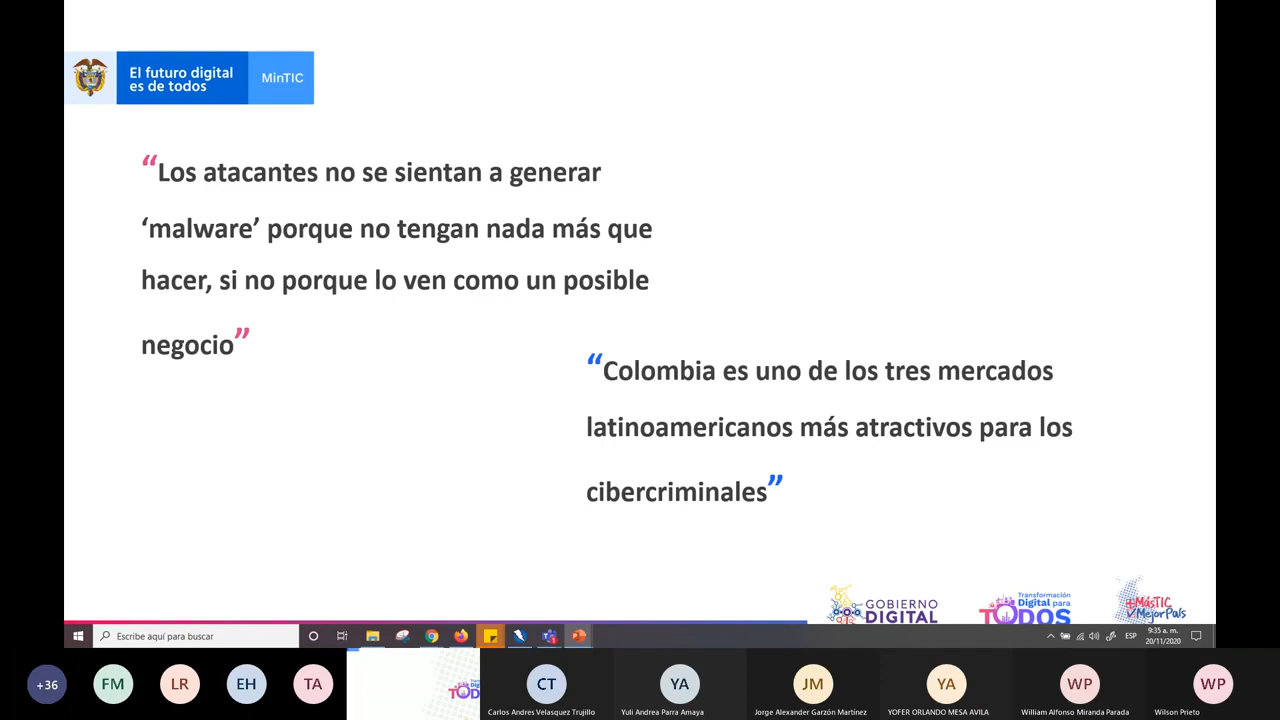 El futuro digital
es de todos
MinTIC
“Los atacantes no se sientan a generar
‘malware’ porque no tengan nada más que
hacer, si no porque lo ven como un posible
negocio”
“Colombia es uno de los tres mercados
latinoamericanos más atractivos para los
cibercriminales”
GOBIERNO
DIGITAL
Transformación
Digital para
TODOS
+MásTIC
MejorPaís
Escribe aquí para buscar
ESP
9:35 a. m.
20/11/2020
+36
FM
LR
EH
TA
CT
Carlos Andres Velasquez Trujillo
YA
Yuli Andrea Parra Amaya
JM
Jorge Alexander Garzón Martínez
YA
YOFER ORLANDO MESA AVILA
WP
William Alfonso Miranda Parada
WP
Wilson Prieto